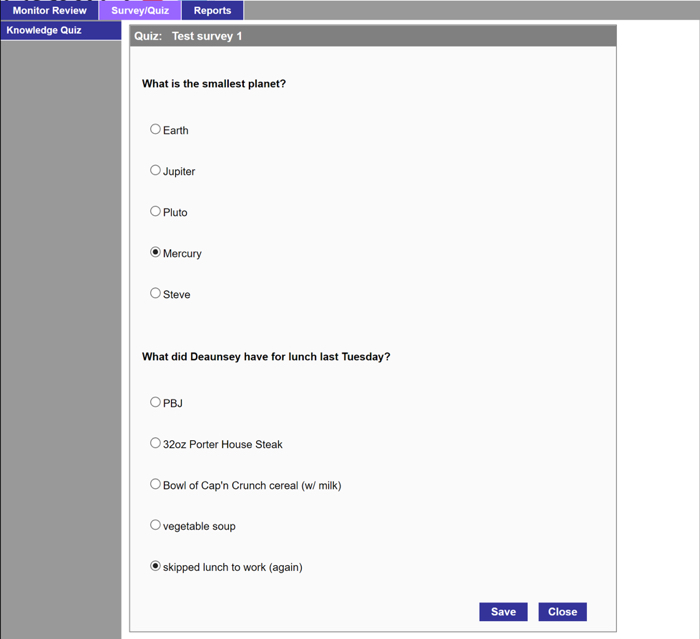 Monitor Review Survey/Quiz Reports
Knowledge Quiz
Quiz: Test survey 1
What is the smallest planet?
Earth
Jupiter
Pluto
Mercury
Steve
What did Deaunsey have for lunch last Tuesday?
PBJ
32oz Porter House Steak
Bowl of Cap'n Crunch cereal (w/ milk)
vegetable soup
skipped lunch to work (again)
Save Close